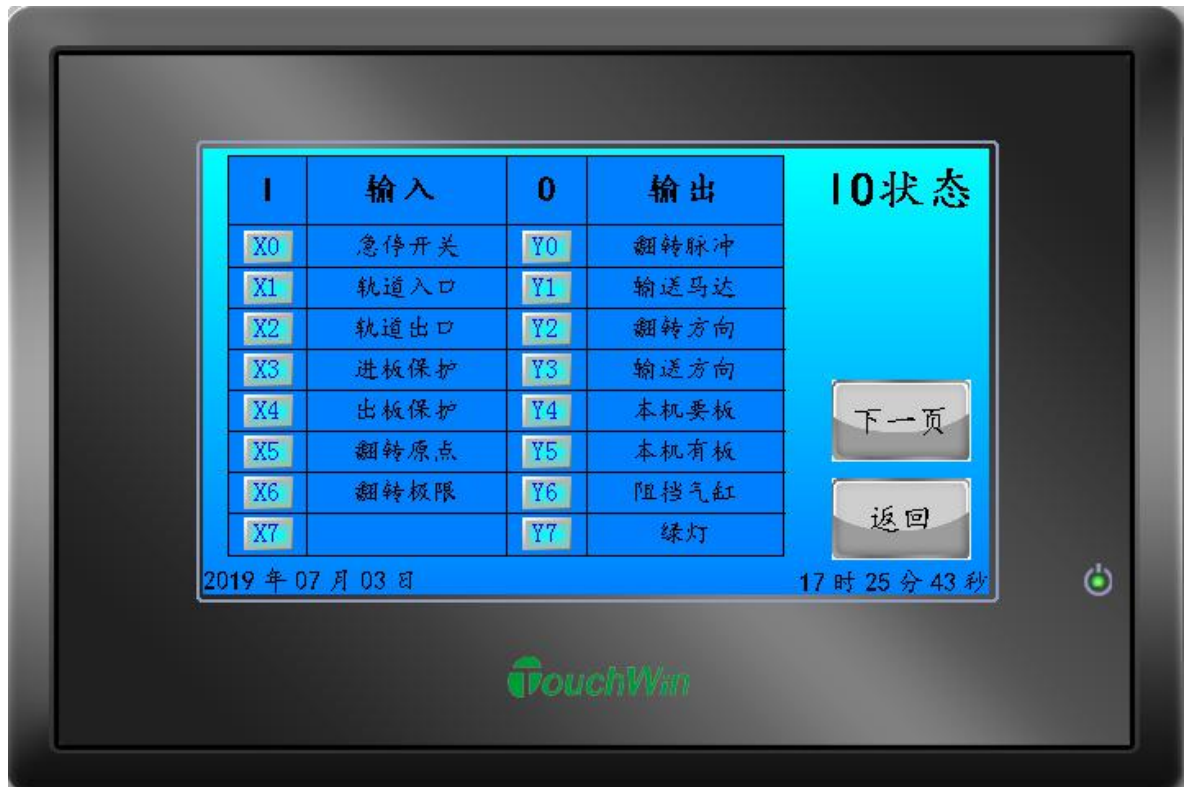 I 输入 O 输出 IO状态
X0 急停开关 Y0 翻转脉冲
X1 轨道入口 Y1 输送马达
X2 轨道出口 Y2 翻转方向
X3 进板保护 Y3 输送方向
X4 出板保护 Y4 本机要板
X5 翻转原点 Y5 本机有板
X6 翻转极限 Y6 阻挡气缸
X7 Y7 绿灯
下一页
返回
2019 年 07 月 03 日 17 时 25 分 43 秒
TouchWin